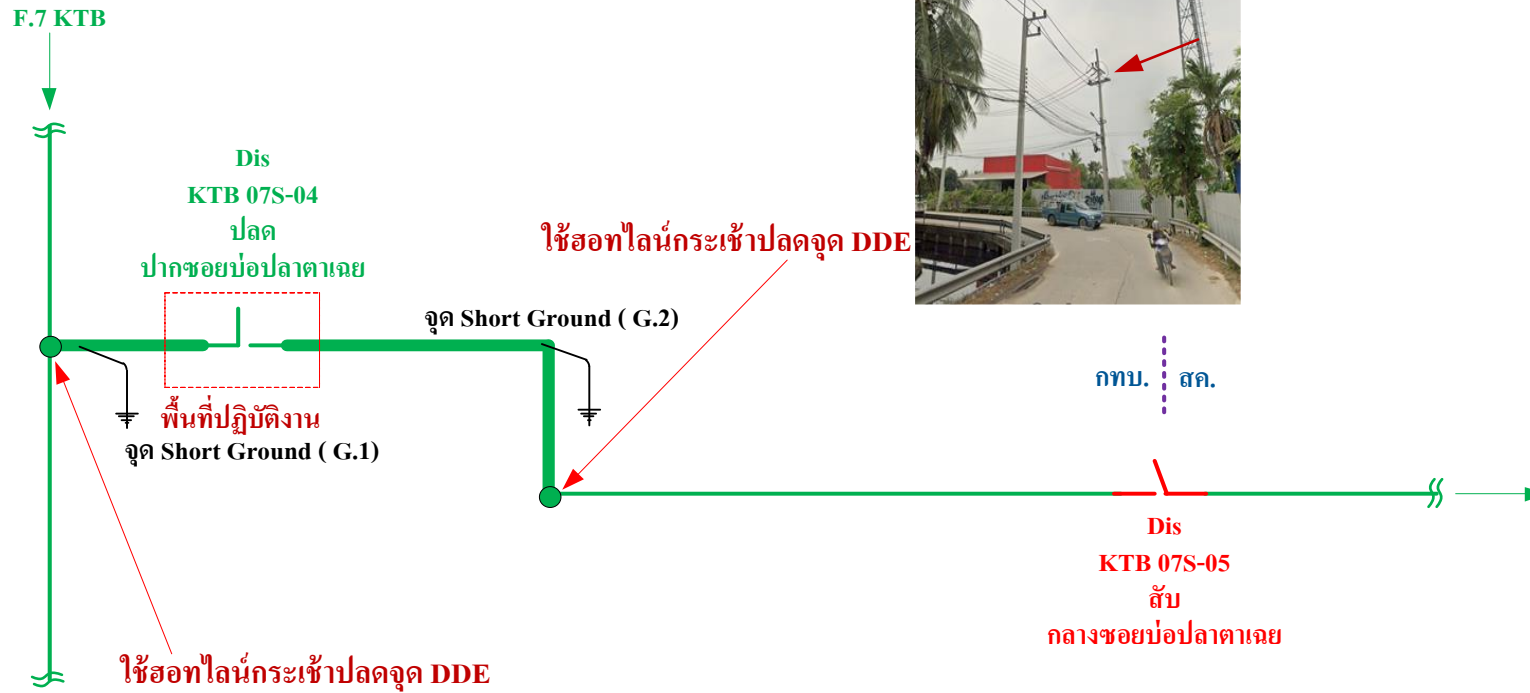 F.7 KTB
Dis
KTB 07S-04
ปลด
ปากซอยบ่อปลาตาเฉย
ใช้ฮอทไลน์กระเช้าปลดจุด DDE
จุด Short Ground ( G.2)
พื้นที่ปฏิบัติงาน
จุด Short Ground ( G.1)
กทบ.
สค.
Dis
KTB 07S-05
สับ
กลางซอยบ่อปลาตาเฉย
ใช้ฮอทไลน์กระเช้าปลดจุด DDE